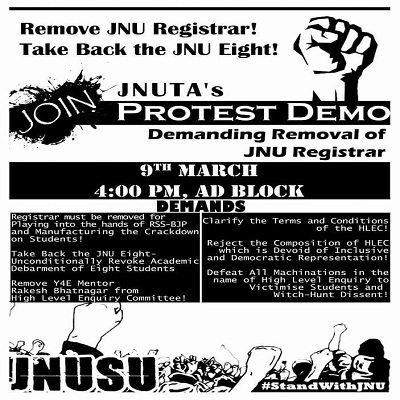 Remove JNU Registrar!
Take Back the JNU Eight!
JOIN
JNUTA's
PROTEST DEMO
Demanding Removal of
JNU Registrar
9TH MARCH
4:00 PM, AD BLOCK
DEMANDS
Registrar must be removed for
Playing into the hands of RSS-BJP
and Manufacturing the Crackdown
on Students!
Take Back the JNU Eight-
Unconditionally Revoke Academic
Debarment of Eight Students
Remove Y4E Mentor
Rakesh Bhatnagar from
High Level Enquiry Committee!
Clarify the Terms and Conditions
of the HLEC!
Reject the Composition of HLEC
which is Devoid of Inclusive
and Democratic Representation!
Defeat All Machinations in the
name of High Level Enquiry to
Victimise Students and
Witch-Hunt Dissent!
JNUSU
#StandWithJNU